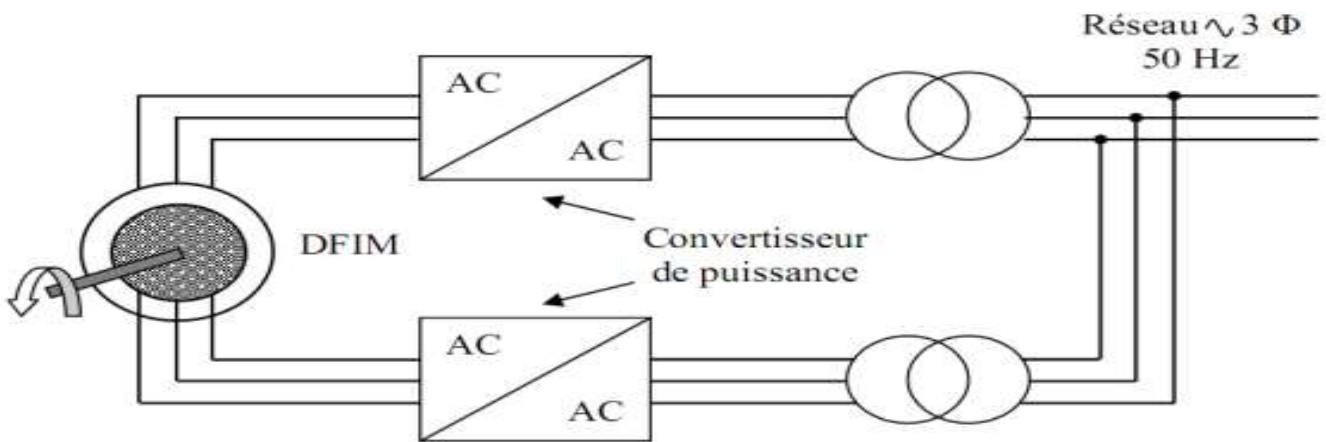 Réseau ∿ 3 Φ
50 Hz
AC
AC
DFIM
Convertisseur
de puissance
AC
AC